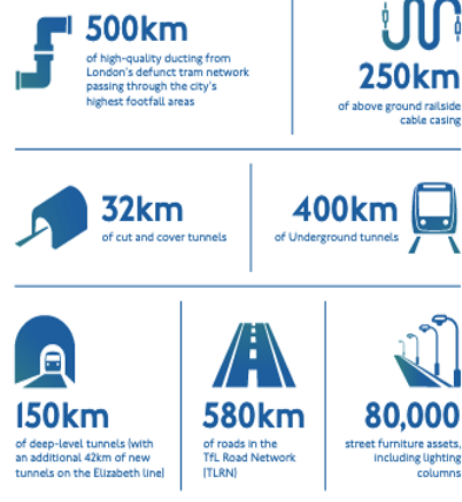 500km
of high-quality ducting from
London's defunct tram network
passing through the city's
highest footfall areas
250km
of above ground railside
cable casing
32km
of cut and cover tunnels
400km
of Underground tunnels
150km
of deep-level tunnels (with
an additional 42km of new
tunnels on the Elizabeth line)
580km
of roads in the
TfL Road Network
(TLRN)
80,000
street furniture assets,
including lighting
columns